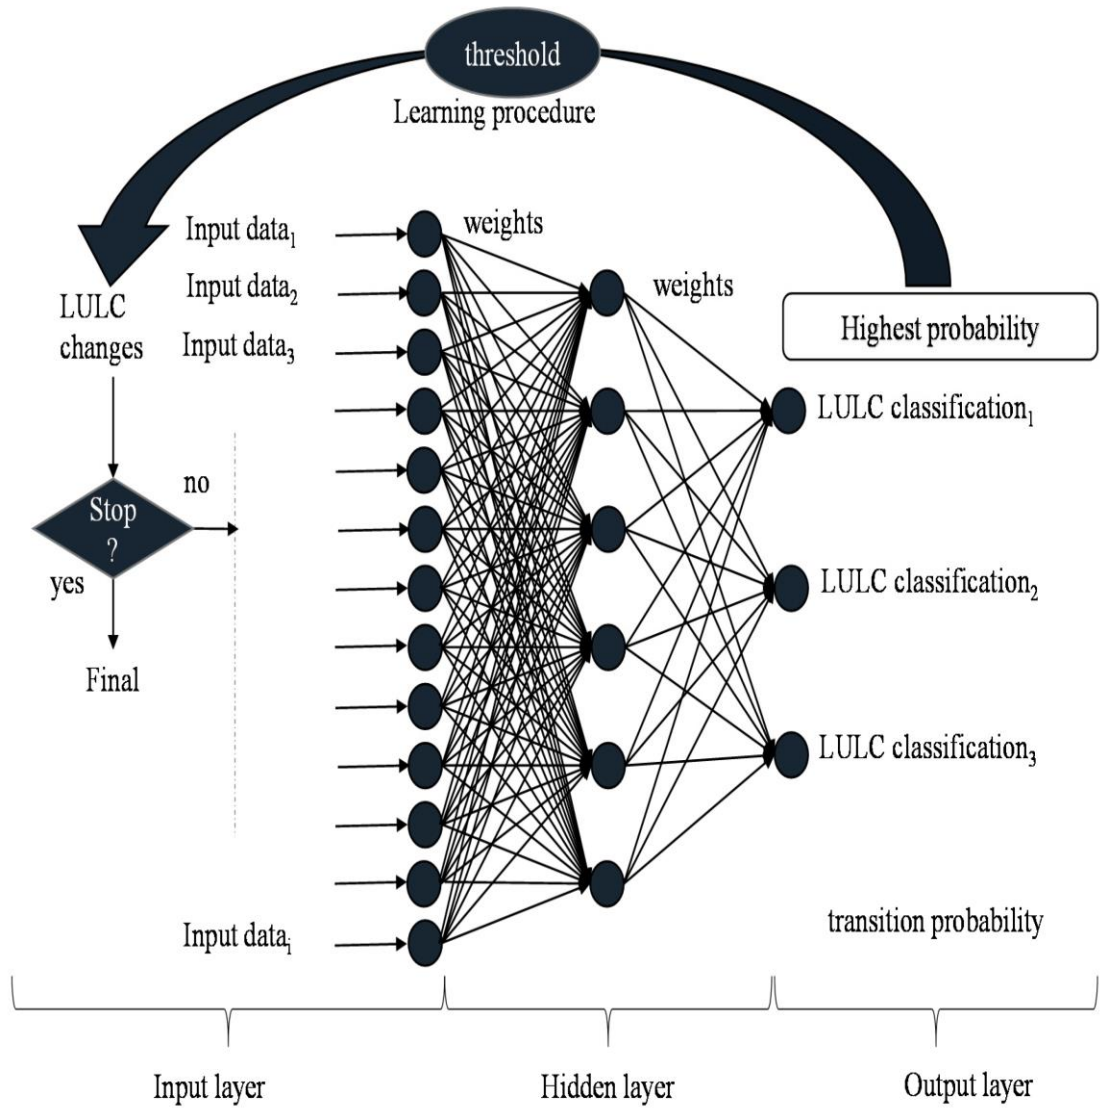 threshold
Learning procedure
Input data₁
weights
Input data₂
weights
LULC
changes
Input data₃
Highest probability
LULC classification₁
no
Stop
?
yes
LULC classification₂
Final
LULC classification₃
Input dataᵢ
transition probability
Input layer
Hidden layer
Output layer